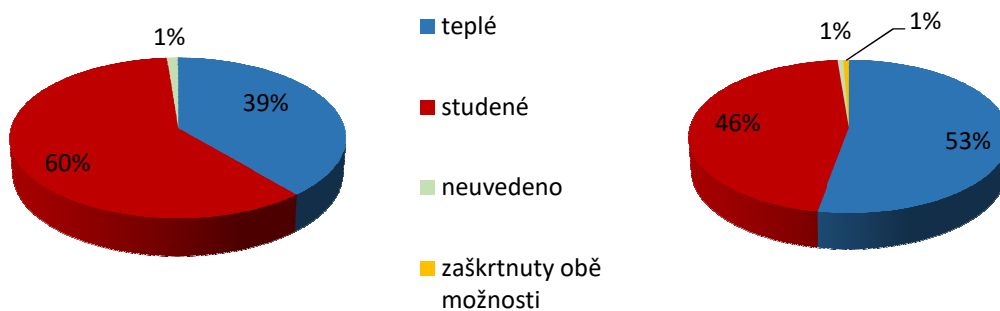 1%
39%
60%
teplé
studené
neuvedeno
zaškrtnuty obě
možnosti
1%
1%
46%
53%